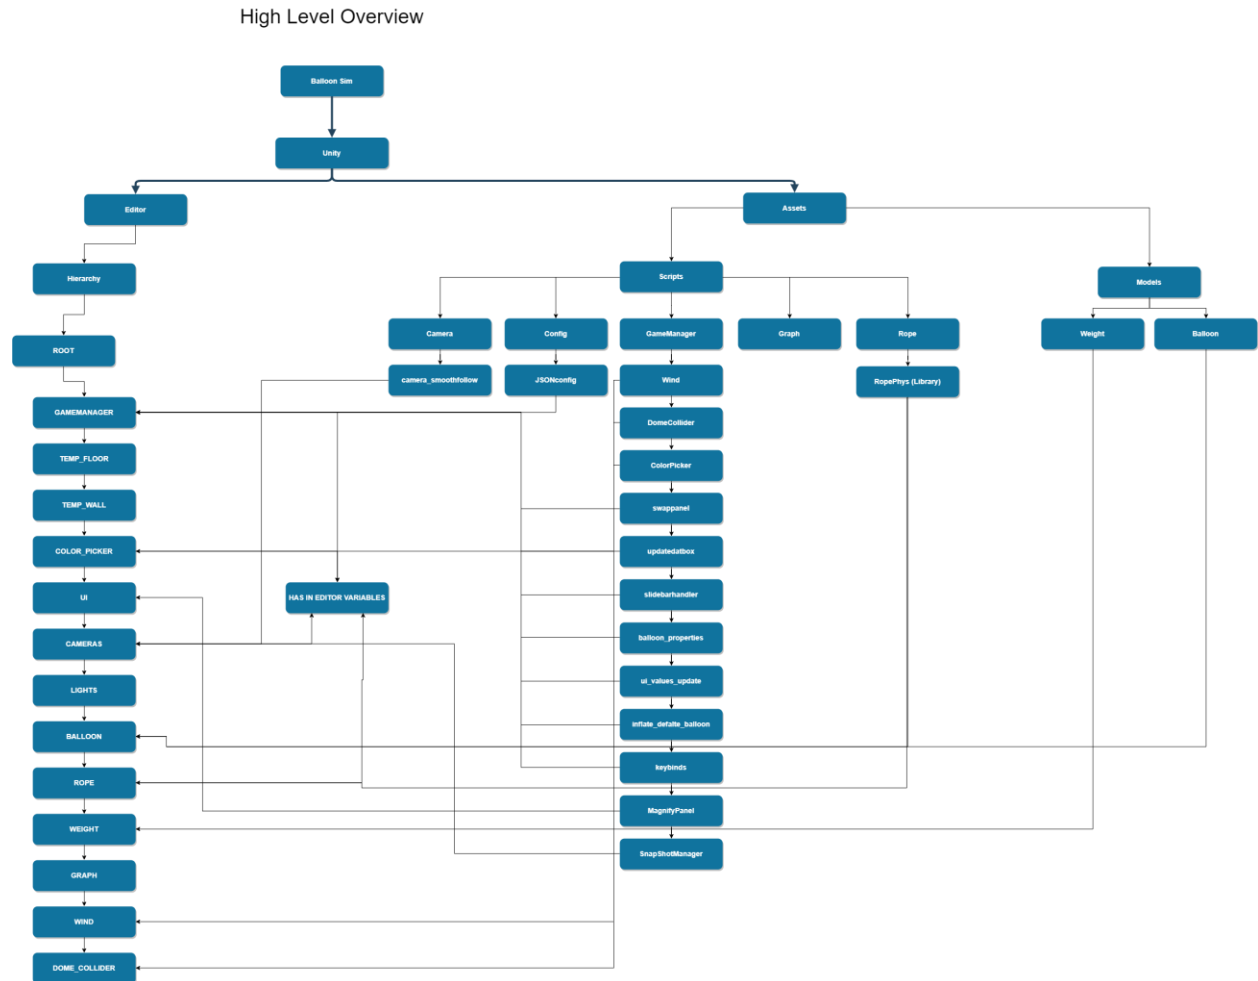 High Level Overview
Balloon Sim
Unity
Editor
Assets
Hierarchy
Scripts
Models
ROOT
Camera
Config
GameManager
Graph
Rope
Weight
Balloon
camera_smoothfollow
JSONconfig
Wind
RopePhys (Library)
GAMEMANAGER
DomeCollider
TEMP_FLOOR
ColorPicker
TEMP_WALL
swappanel
COLOR_PICKER
updatedatbox
UI
HAS IN EDITOR VARIABLES
slidebarhandler
CAMERAS
balloon_properties
LIGHTS
ui_values_update
BALLOON
inflate_defalte_balloon
ROPE
keybinds
WEIGHT
MagnifyPanel
GRAPH
SnapShotManager
WIND
DOME_COLLIDER